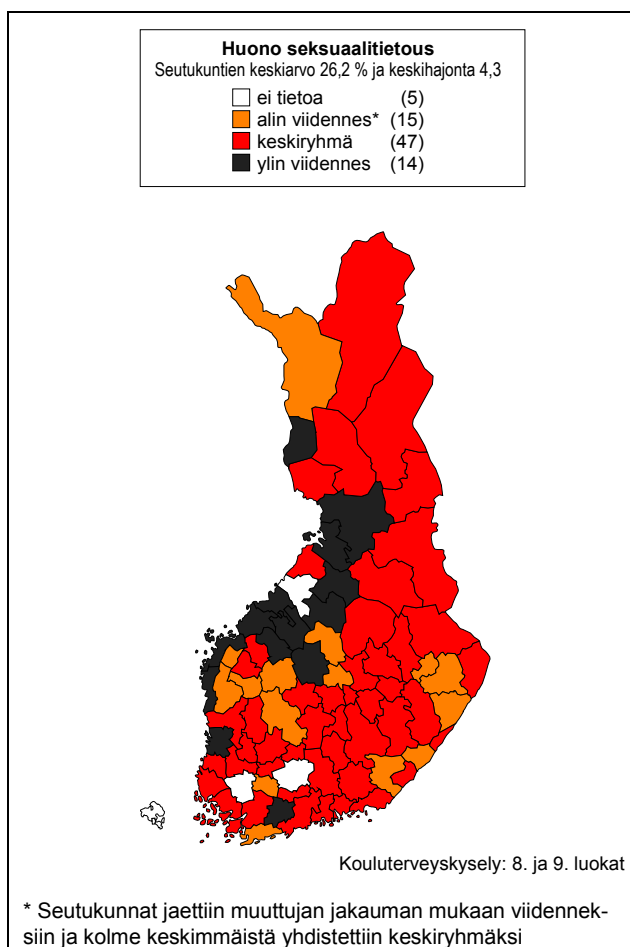 Huono seksuaalitietous
Seutukuntien keskiarvo 26,2 % ja keskihajonta 4,3
ei tietoa (5)
alin viidennes* (15)
keskiryhmä (47)
ylin viidennes (14)
Kouluterveyskysely: 8. ja 9. luokat
* Seutukunnat jaettiin muuttujan jakauman mukaan viidennek-
siin ja kolme keskimmäistä yhdistettiin keskiryhmäksi